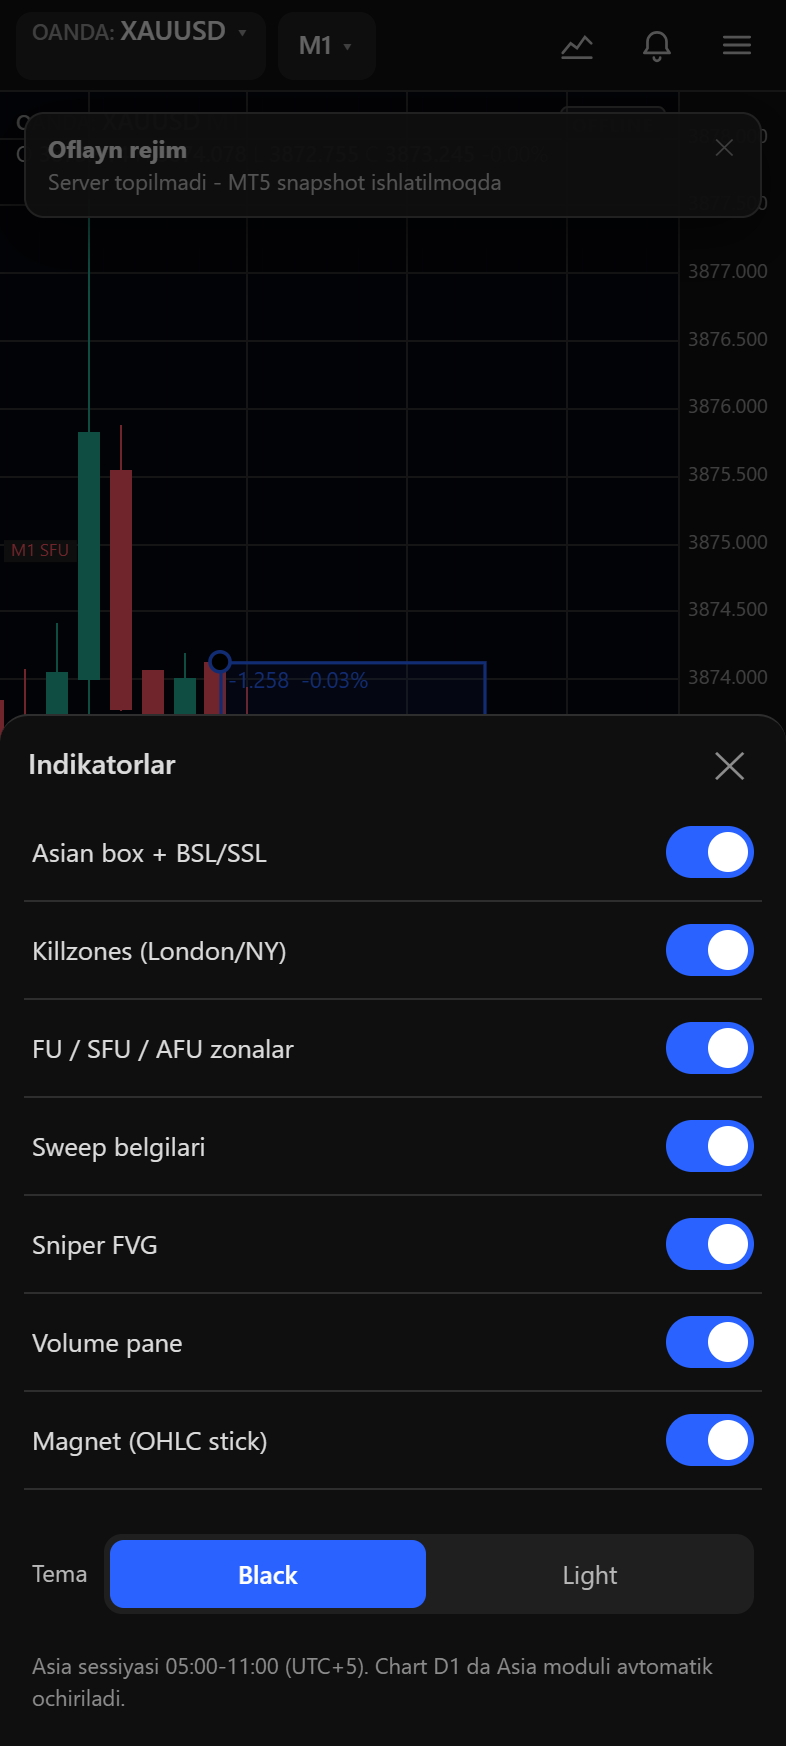 OANDA: XAUUSD ▾
M1 ▾
Oflayn rejim
Server topilmadi - MT5 snapshot ishlatilmoqda
3877.000
3876.500
3876.000
3875.500
3875.000
3874.500
3874.000
M1 SFU
-1.258 -0.03%
Indikatorlar
Asian box + BSL/SSL
Killzones (London/NY)
FU / SFU / AFU zonalar
Sweep belgilari
Sniper FVG
Volume pane
Magnet (OHLC stick)
Tema
Black
Light
Asia sessiyasi 05:00-11:00 (UTC+5). Chart D1 da Asia moduli avtomatik
ochiriladi.